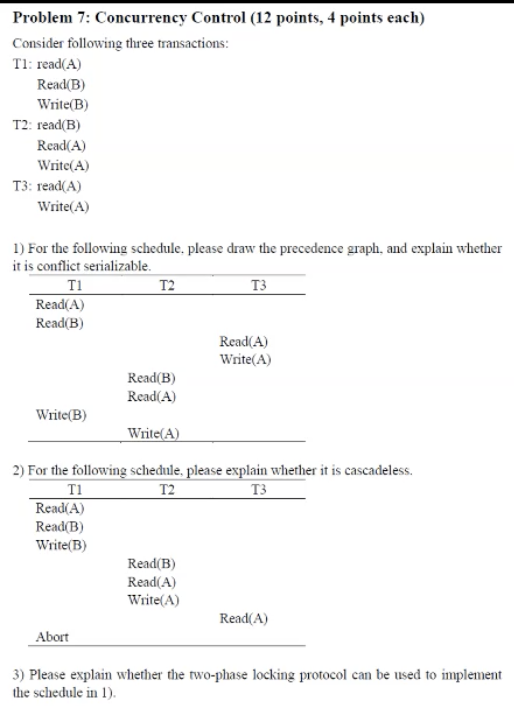 Problem 7: Concurrency Control (12 points, 4 points each)
Consider following three transactions:
T1: read(A)
Read(B)
Write(B)
T2: read(B)
Read(A)
Write(A)
T3: read(A)
Write(A)
1) For the following schedule, please draw the precedence graph, and explain whether
it is conflict serializable.
T1 T2 T3
Read(A)
Read(B)
Read(A)
Write(A)
Read(B)
Read(A)
Write(B)
Write(A)
2) For the following schedule, please explain whether it is cascadeless.
T1 T2 T3
Read(A)
Read(B)
Write(B)
Read(B)
Read(A)
Write(A)
Read(A)
Abort
3) Please explain whether the two-phase locking protocol can be used to implement
the schedule in 1).